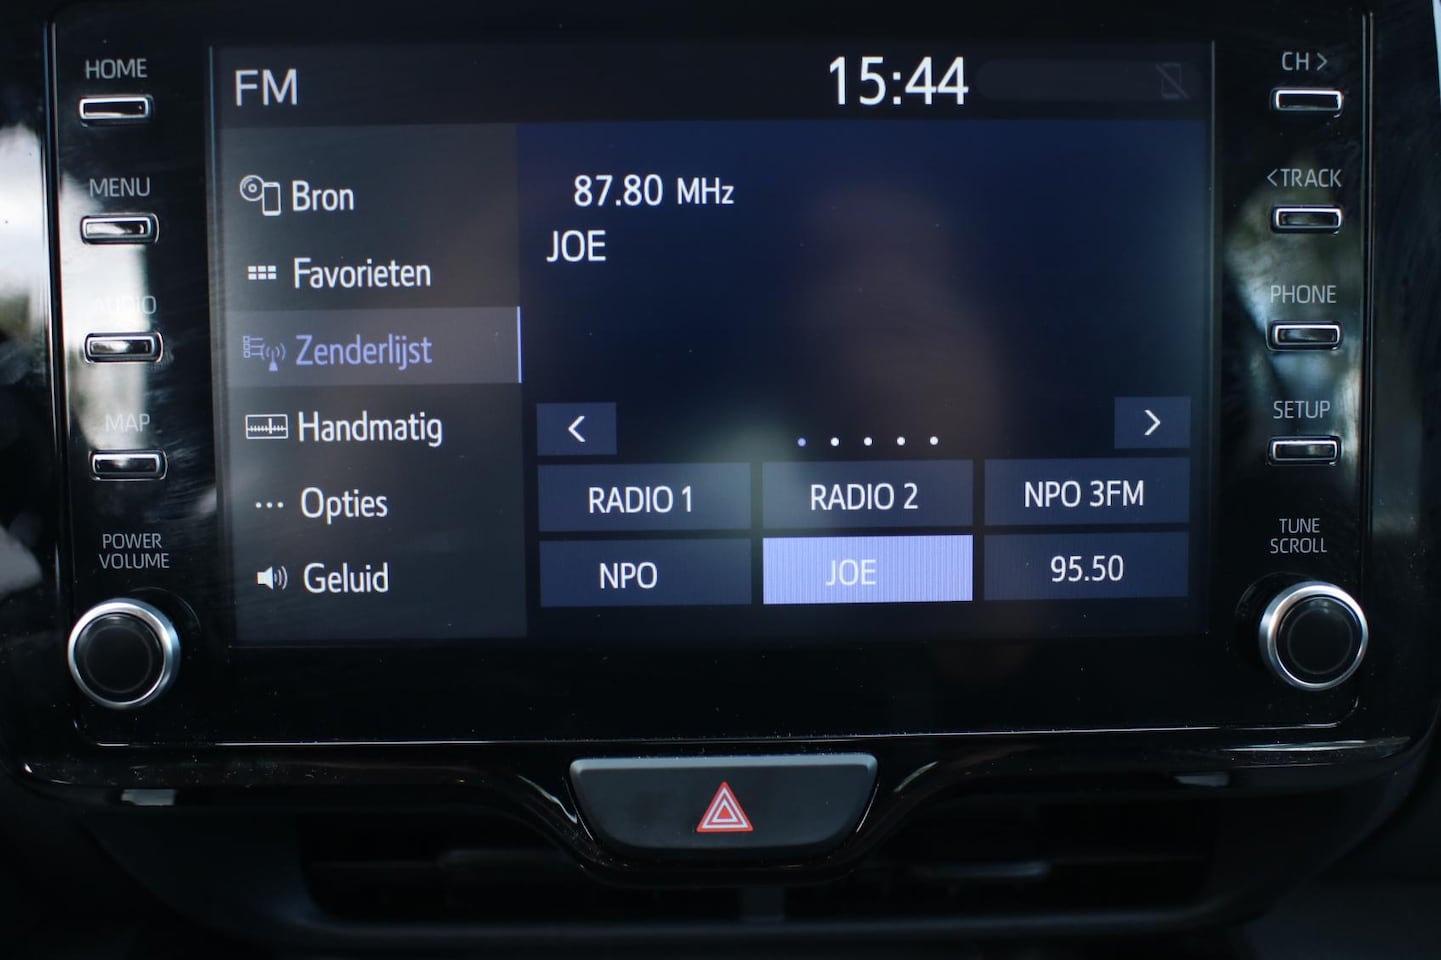 HOME
MENU
AUDIO
MAP
POWER
VOLUME
FM
15:44
Bron
Favorieten
Zenderlijst
Handmatig
Opties
Geluid
87.80 MHz
JOE
<
>
RADIO 1
RADIO 2
NPO 3FM
NPO
JOE
95.50
CH >
<TRACK
PHONE
SETUP
TUNE
SCROLL